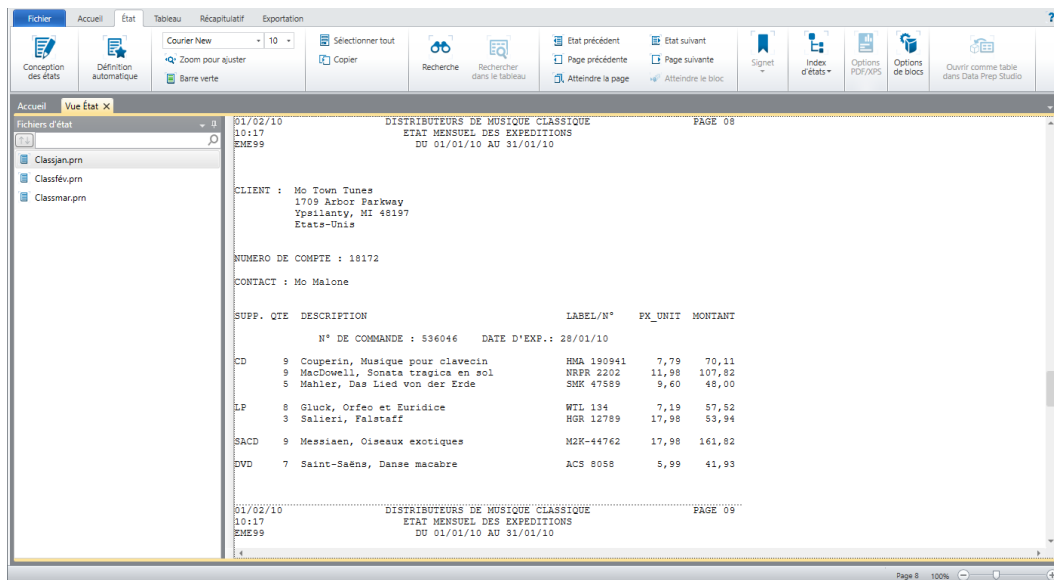 Fichier Accueil État Tableau Récapitulatif Exportation ?
Conception des états
Définition automatique
Courier New 10
Zoom pour ajuster
Barre verte
Sélectionner tout
Copier
Recherche
Rechercher dans le tableau
Etat précédent
Page précédente
Atteindre la page
Etat suivant
Page suivante
Atteindre le bloc
Signet
Index d'états
Options PDF/XPS
Options de blocs
Ouvrir comme table dans Data Prep Studio
Accueil Vue État X
Fichiers d'état
Classjan.prn
Classfév.prn
Classmar.prn
01/02/10 DISTRIBUTEURS DE MUSIQUE CLASSIQUE PAGE 08
10:17 ETAT MENSUEL DES EXPEDITIONS
EME99 DU 01/01/10 AU 31/01/10
CLIENT : Mo Town Tunes
1709 Arbor Parkway
Ypsilanty, MI 48197
Etats-Unis
NUMERO DE COMPTE : 18172
CONTACT : Mo Malone
SUPP. QTE DESCRIPTION LABEL/N° PX_UNIT MONTANT
N° DE COMMANDE : 536046 DATE D'EXP.: 28/01/10
CD 9 Couperin, Musique pour clavecin HMA 190941 7,79 70,11
9 MacDowell, Sonata tragica en sol NRPR 2202 11,98 107,82
5 Mahler, Das Lied von der Erde SMK 47589 9,60 48,00
LP 8 Gluck, Orfeo et Euridice WTL 134 7,19 57,52
3 Salieri, Falstaff HGR 12789 17,98 53,94
SACD 9 Messiaen, Oiseaux exotiques M2K-44762 17,98 161,82
DVD 7 Saint-Saëns, Danse macabre ACS 8058 5,99 41,93
01/02/10 DISTRIBUTEURS DE MUSIQUE CLASSIQUE PAGE 09
10:17 ETAT MENSUEL DES EXPEDITIONS
EME99 DU 01/01/10 AU 31/01/10
Page 8 100%